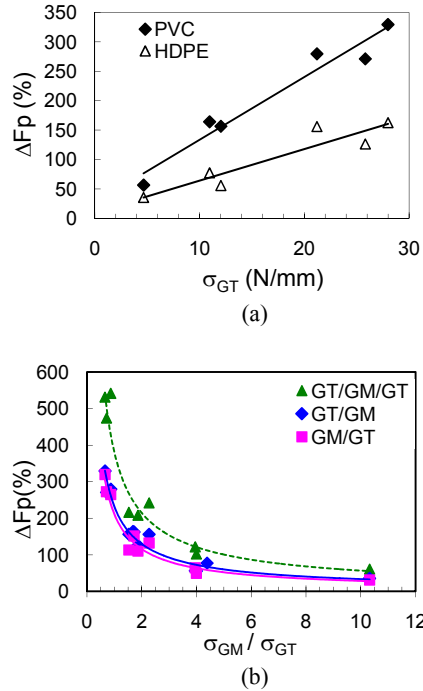 350
300
250
200
150
100
50
0
ΔFp (%)
PVC
HDPE
0 10 20 30
σGT (N/mm)
(a)
600
500
400
300
200
100
0
ΔFp(%)
GT/GM/GT
GT/GM
GM/GT
0 2 4 6 8 10 12
σGM / σGT
(b)